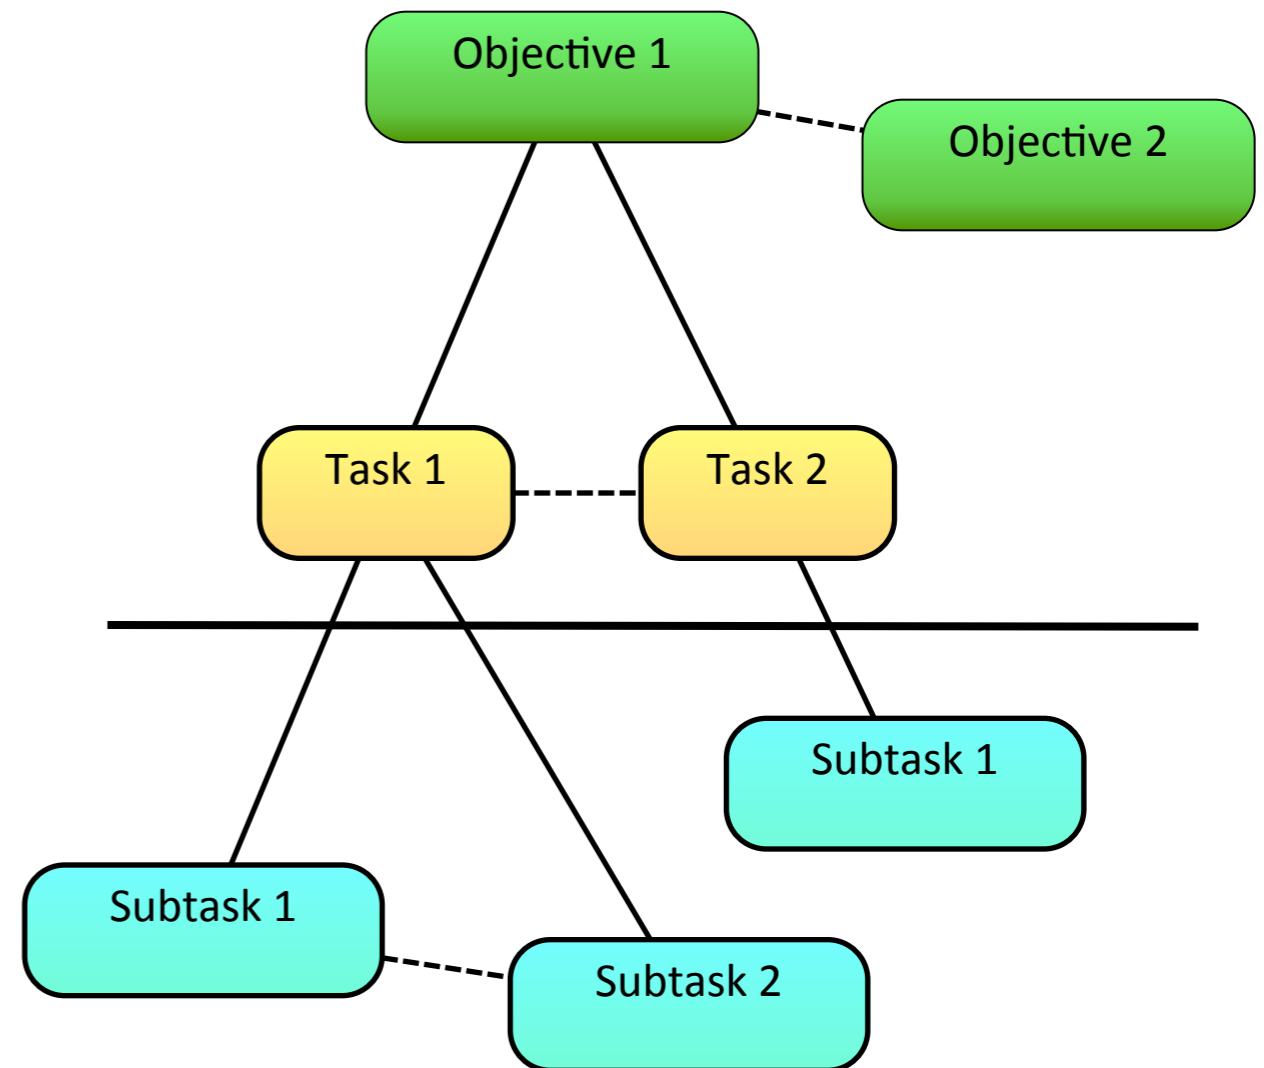 Objective 1
Objective 2
Task 1
Task 2
Subtask 1
Subtask 1
Subtask 2